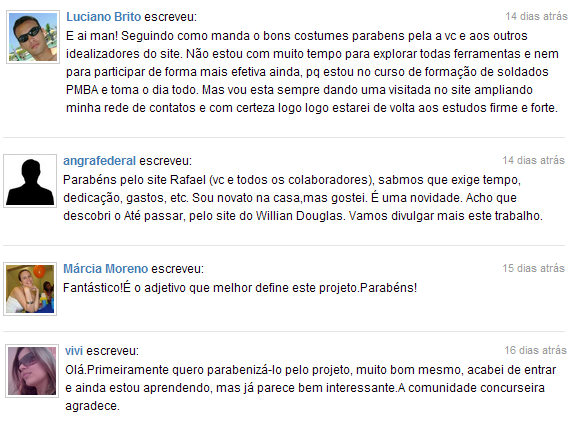 Luciano Brito escreveu: 14 dias atrás
E ai man! Seguindo como manda o bons costumes parabens pela a vc e aos outros
idealizadores do site. Não estou com muito tempo para explorar todas ferramentas e nem
para participar de forma mais efetiva ainda, pq estou no curso de formação de soldados
PMBA e toma o dia todo. Mas vou esta sempre dando uma visitada no site ampliando
minha rede de contatos e com certeza logo logo estarei de volta aos estudos firme e forte.
angrafederal escreveu: 14 dias atrás
Parabéns pelo site Rafael (vc e todos os colaboradores), sabmos que exige tempo,
dedicação, gastos, etc. Sou novato na casa,mas gostei. É uma novidade. Acho que
descobri o Até passar, pelo site do Willian Douglas. Vamos divulgar mais este trabalho.
Márcia Moreno escreveu: 15 dias atrás
Fantástico!É o adjetivo que melhor define este projeto.Parabéns!
vivi escreveu: 16 dias atrás
Olá.Primeiramente quero parabenizá-lo pelo projeto, muito bom mesmo, acabei de entrar
e ainda estou aprendendo, mas já parece bem interessante.A comunidade concurseira
agradece.